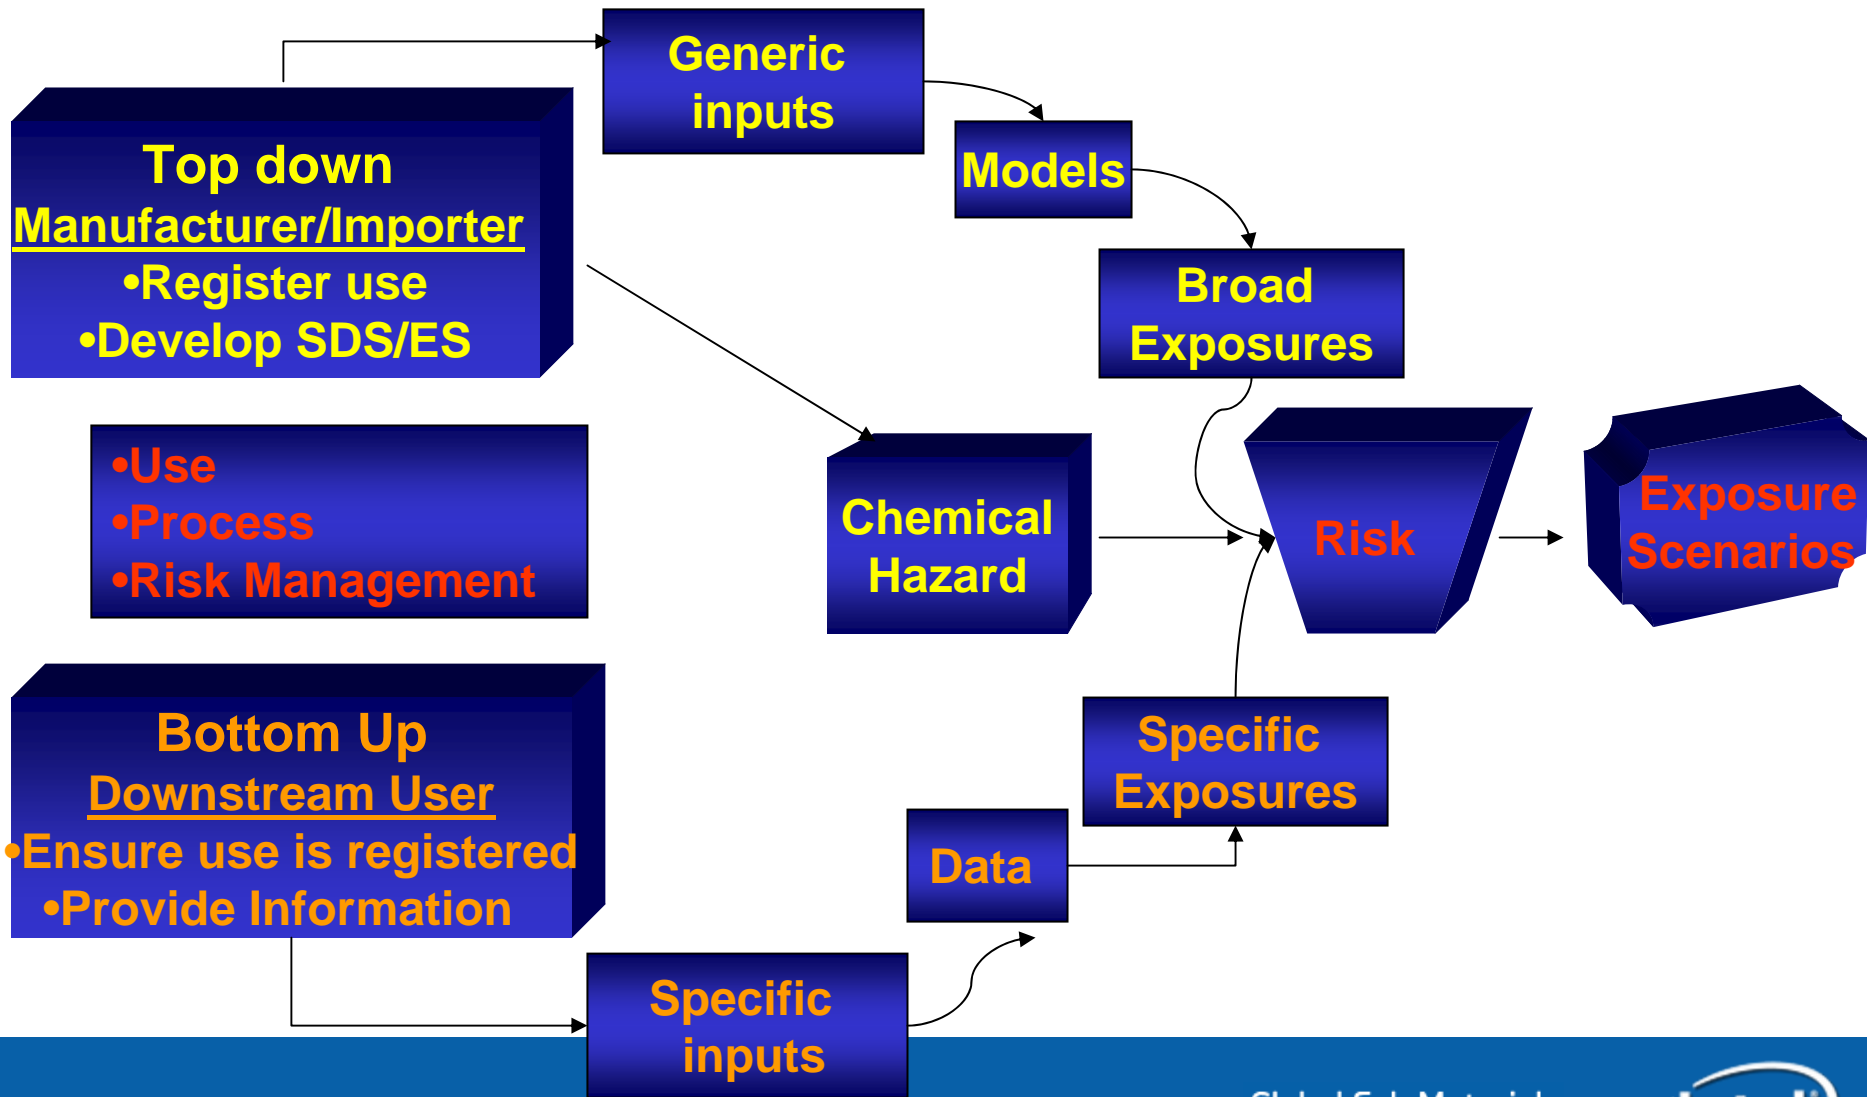 Generic
inputs
Models
Broad
Exposures
Top down
Manufacturer/Importer
•Register use
•Develop SDS/ES
•Use
•Process
•Risk Management
Chemical
Hazard
Risk
Exposure
Scenarios
Bottom Up
Downstream User
•Ensure use is registered
•Provide Information
Specific
Exposures
Data
Specific
inputs